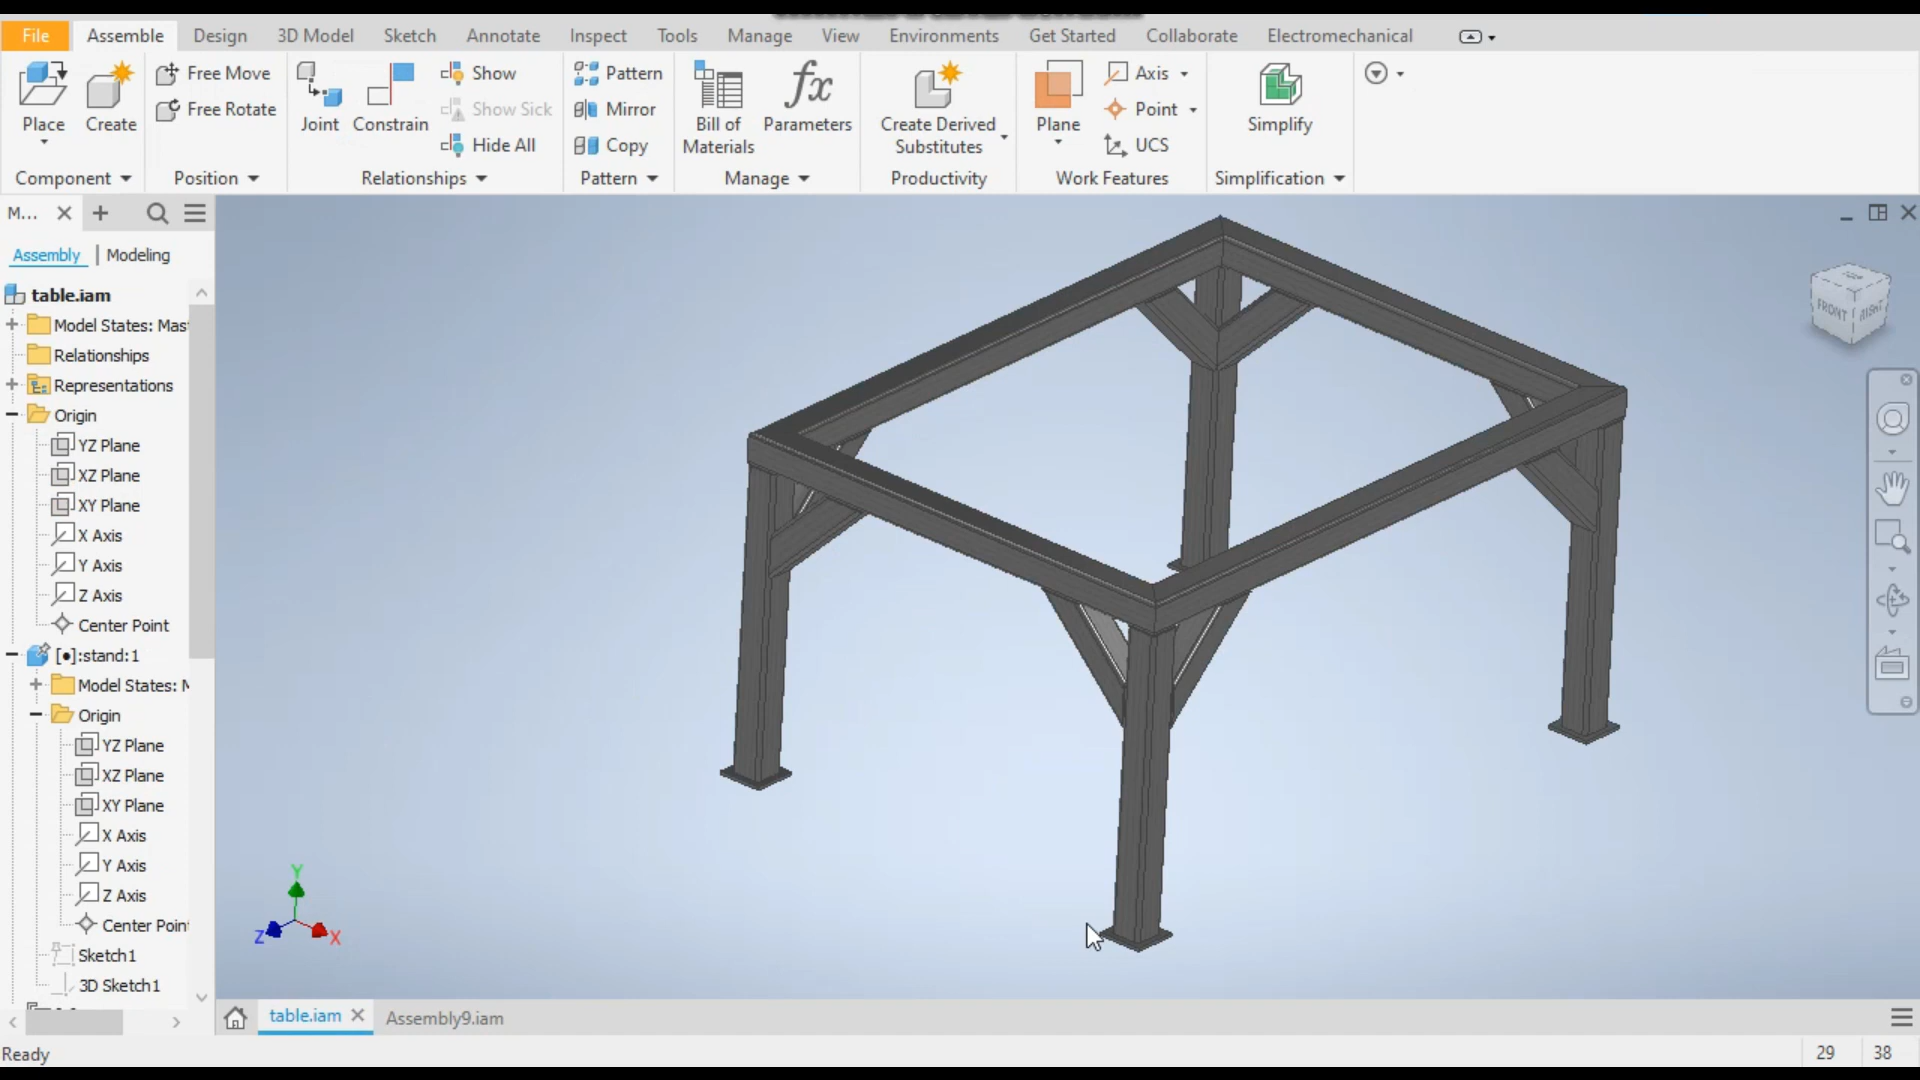 File Assemble Design 3D Model Sketch Annotate Inspect Tools Manage View Environments Get Started Collaborate Electromechanical
Place
Create
Free Move
Free Rotate
Joint
Constrain
Show
Show Sick
Hide All
Pattern
Mirror
Copy
Bill of
Materials
fx
Parameters
Create Derived
Substitutes
Plane
Axis
Point
UCS
Simplify
Component Position Relationships Pattern Manage Productivity Work Features Simplification
M...
Assembly | Modeling
table.iam
Model States: Mas
Relationships
Representations
Origin
YZ Plane
XZ Plane
XY Plane
X Axis
Y Axis
Z Axis
Center Point
[●]:stand:1
Model States: M
Origin
YZ Plane
XZ Plane
XY Plane
X Axis
Y Axis
Z Axis
Center Poin
Sketch1
3D Sketch1
TOP
FRONT RIGHT
Y
Z
X
table.iam
Assembly9.iam
Ready
29 38